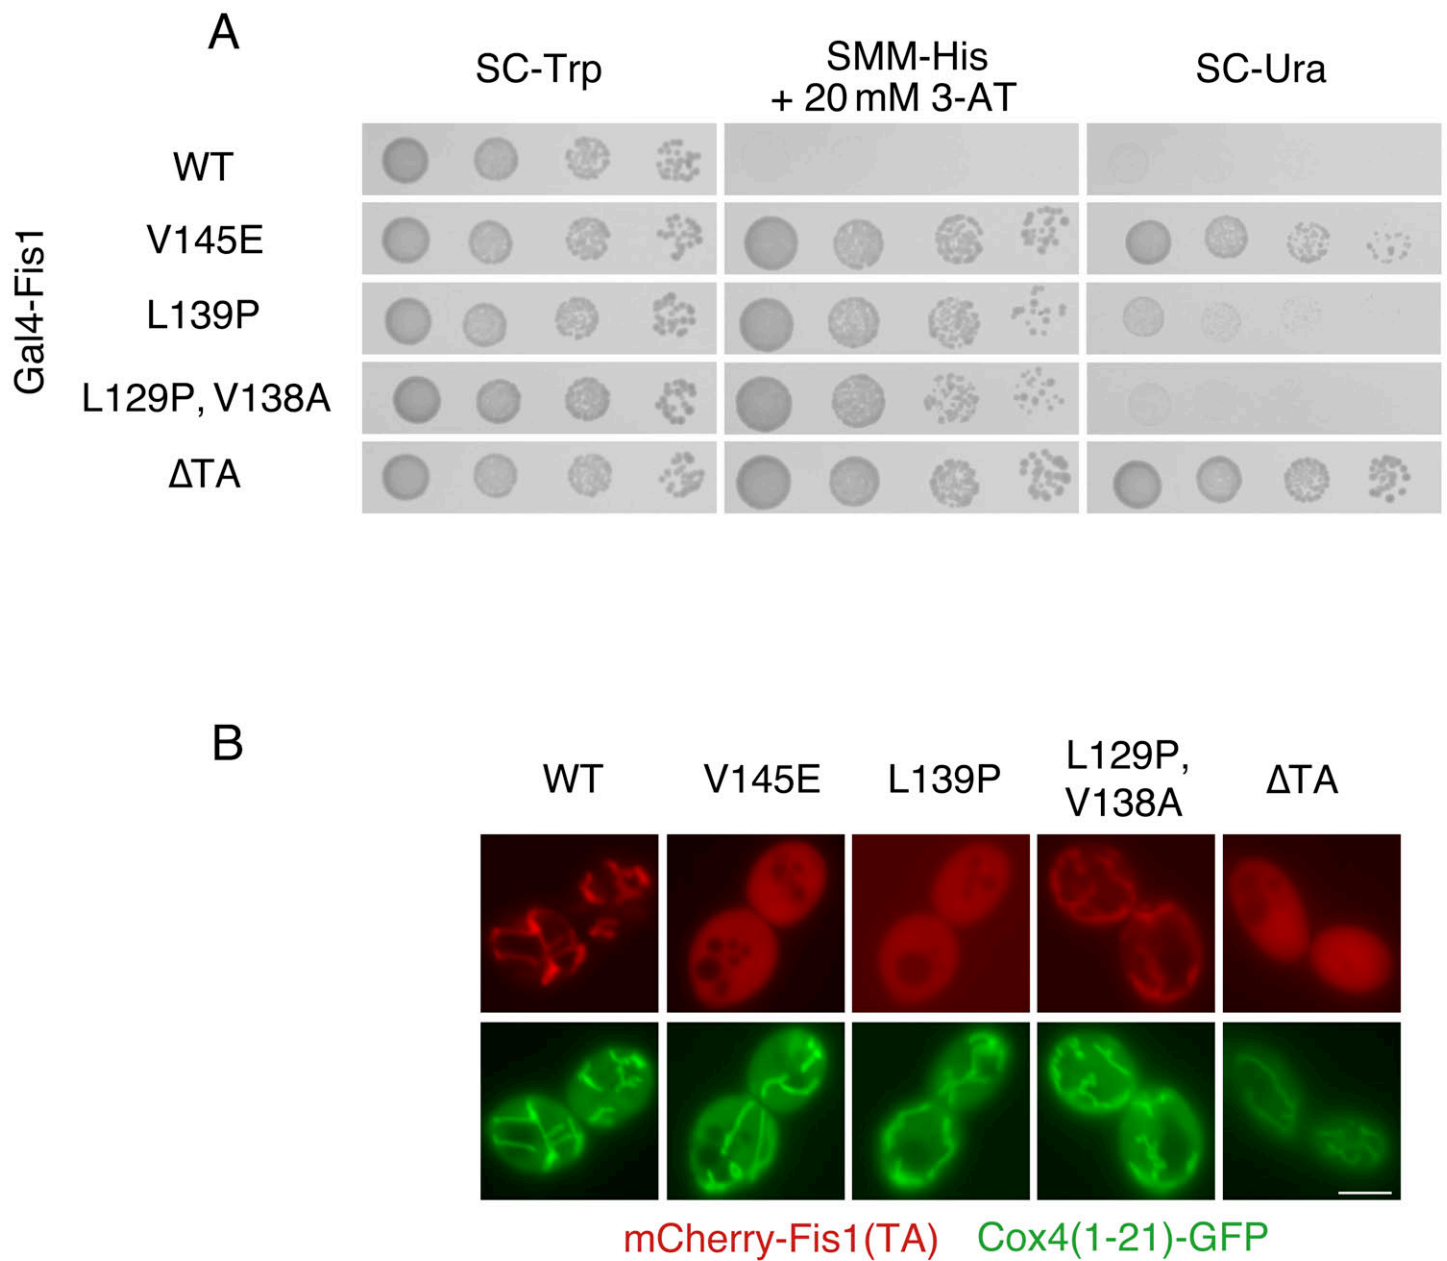 A
SC-Trp
SMM-His
+ 20 mM 3-AT
SC-Ura
Gal4-Fis1
WT
V145E
L139P
L129P, V138A
ΔTA
B
WT
V145E
L139P
L129P,
V138A
ΔTA
mCherry-Fis1(TA)
Cox4(1-21)-GFP